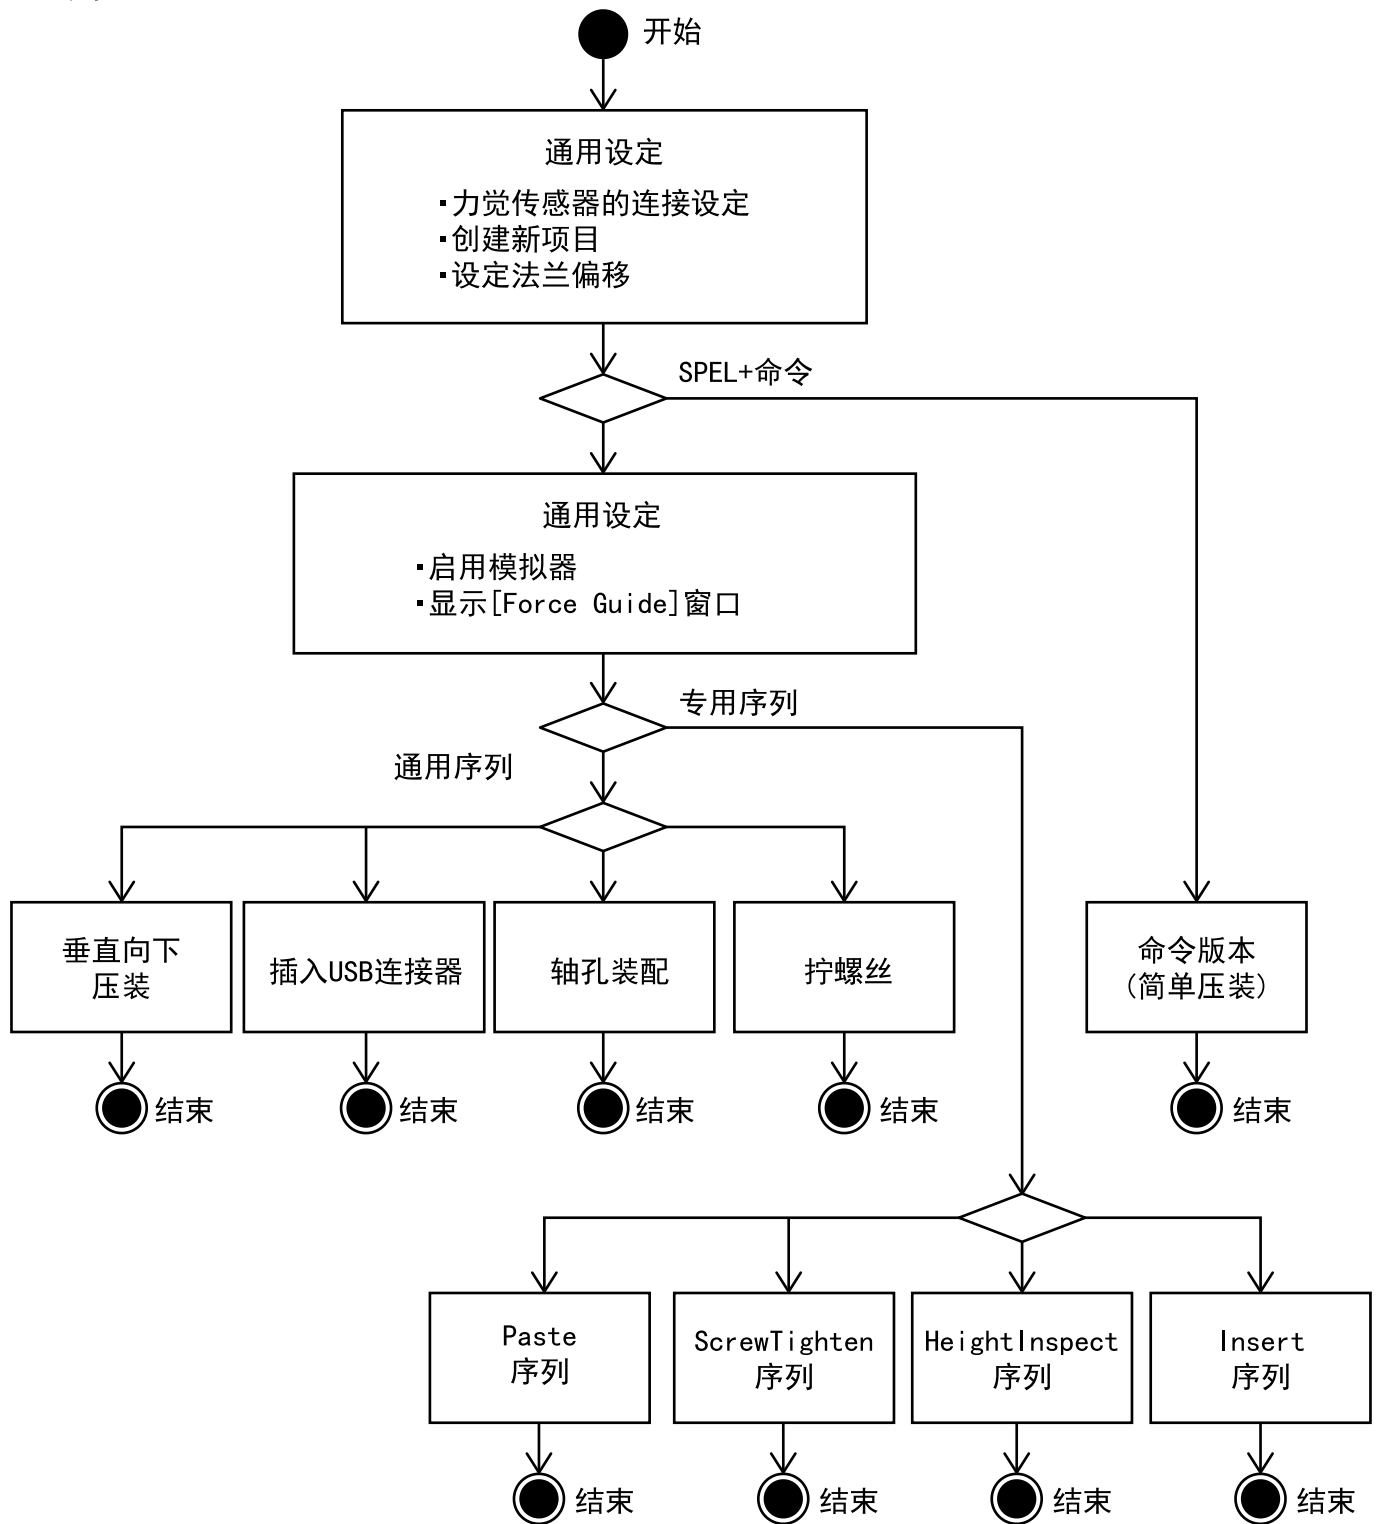 开始
通用设定
·力觉传感器的连接设定
·创建新项目
·设定法兰偏移
SPEL+命令
通用设定
·启用模拟器
·显示[Force Guide]窗口
专用序列
通用序列
垂直向下
压装
插入USB连接器
轴孔装配
拧螺丝
命令版本
(简单压装)
结束
结束
结束
结束
结束
Paste
序列
ScrewTighten
序列
HeightInspect
序列
Insert
序列
结束
结束
结束
结束